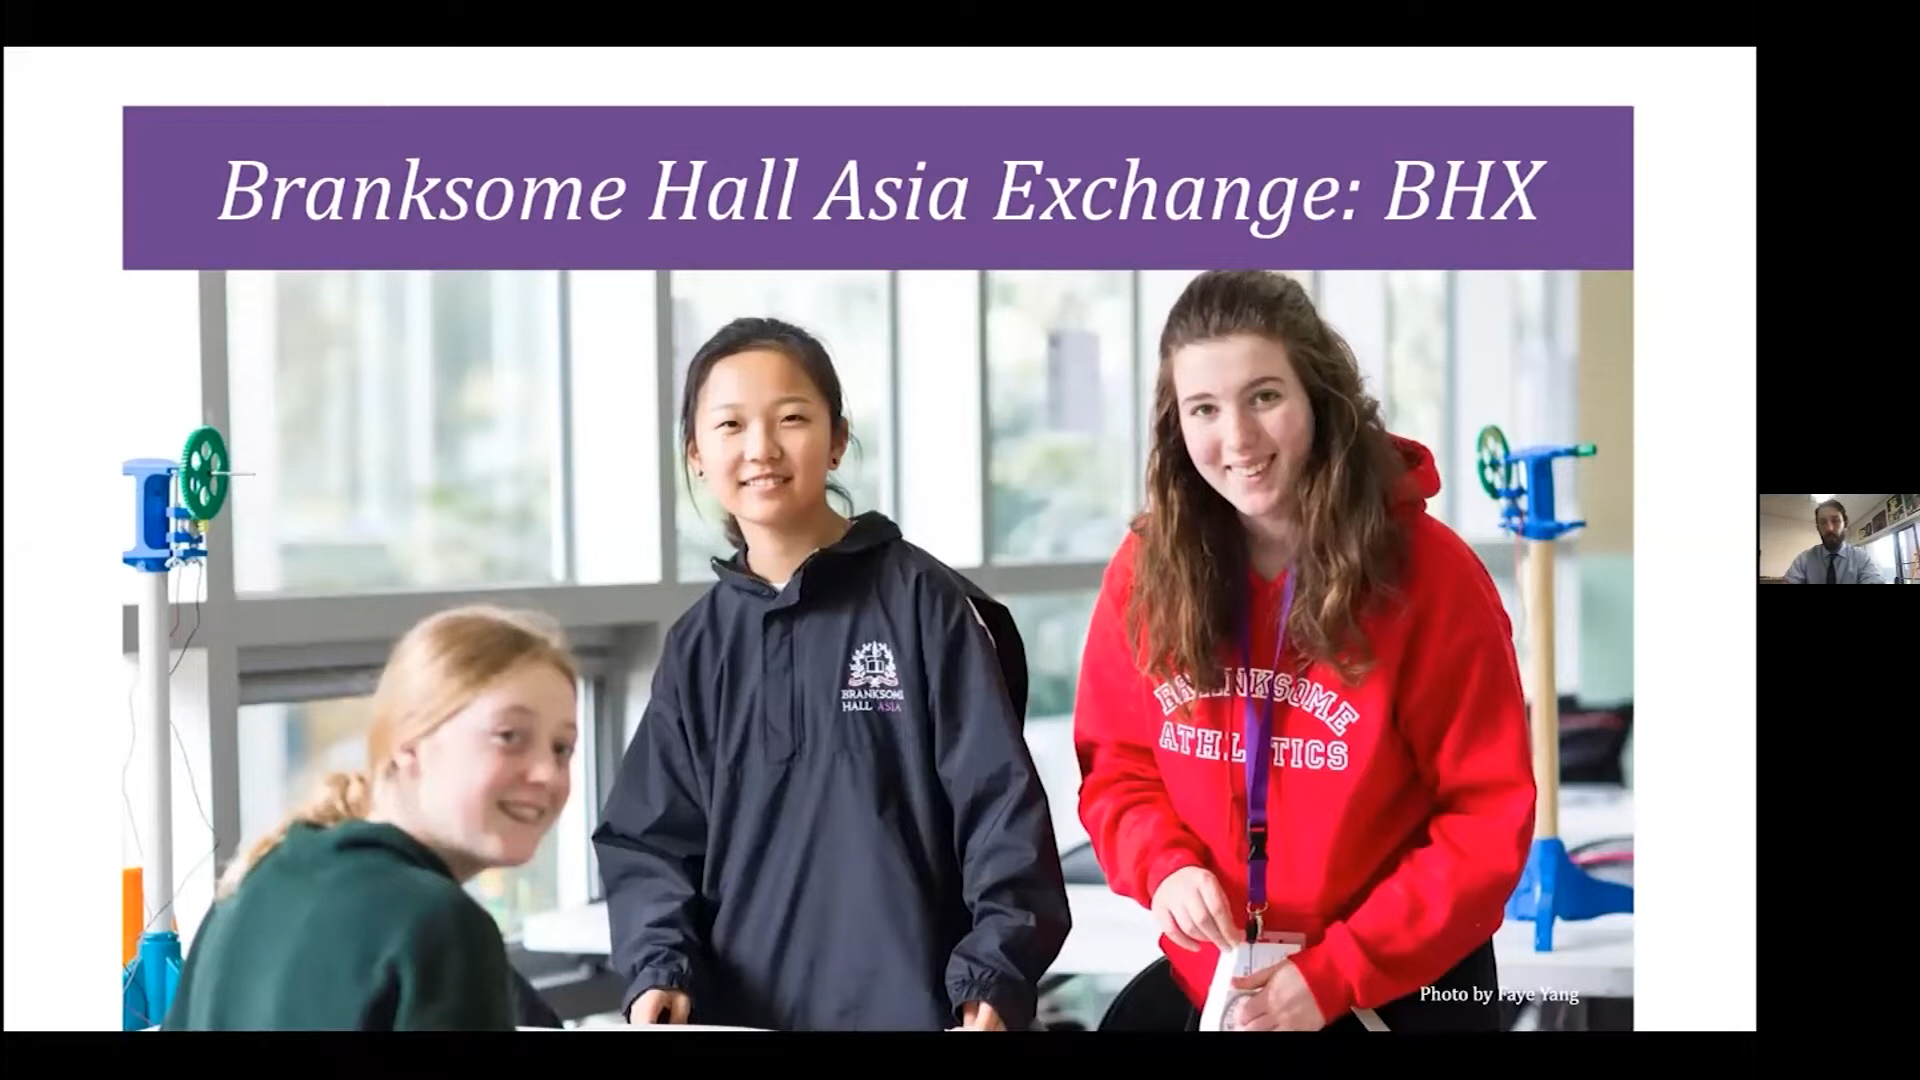 Branksome Hall Asia Exchange: BHX
BRANKSOME
HALL ASIA
BRANKSOME
ATHLETICS
Photo by Faye Yang